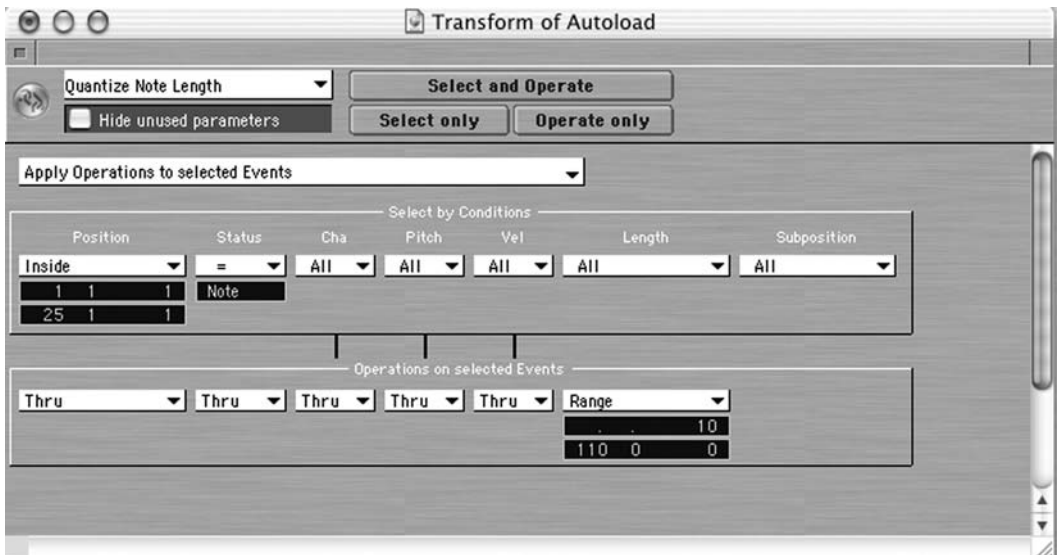 Transform of Autoload
Quantize Note Length
Select and Operate
Hide unused parameters
Select only
Operate only
Apply Operations to selected Events
Select by Conditions
Position Status Cha Pitch Vel Length Subposition
Inside = All All All All All
1 1 1 Note
25 1 1
Operations on selected Events
Thru Thru Thru Thru Thru Range
. . 10
110 0 0